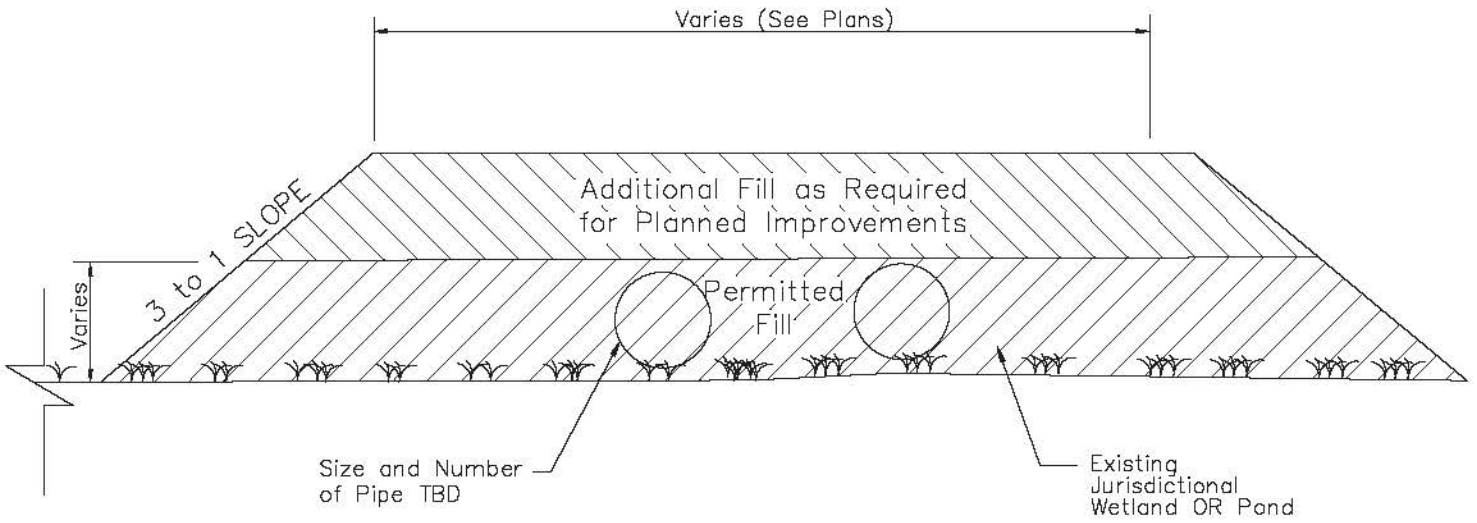 Varies (See Plans)
Additional Fill as Required
for Planned Improvements
3 to 1 SLOPE
Varies
Permitted
Fill
Size and Number
of Pipe TBD
Existing
Jurisdictional
Wetland OR Pond